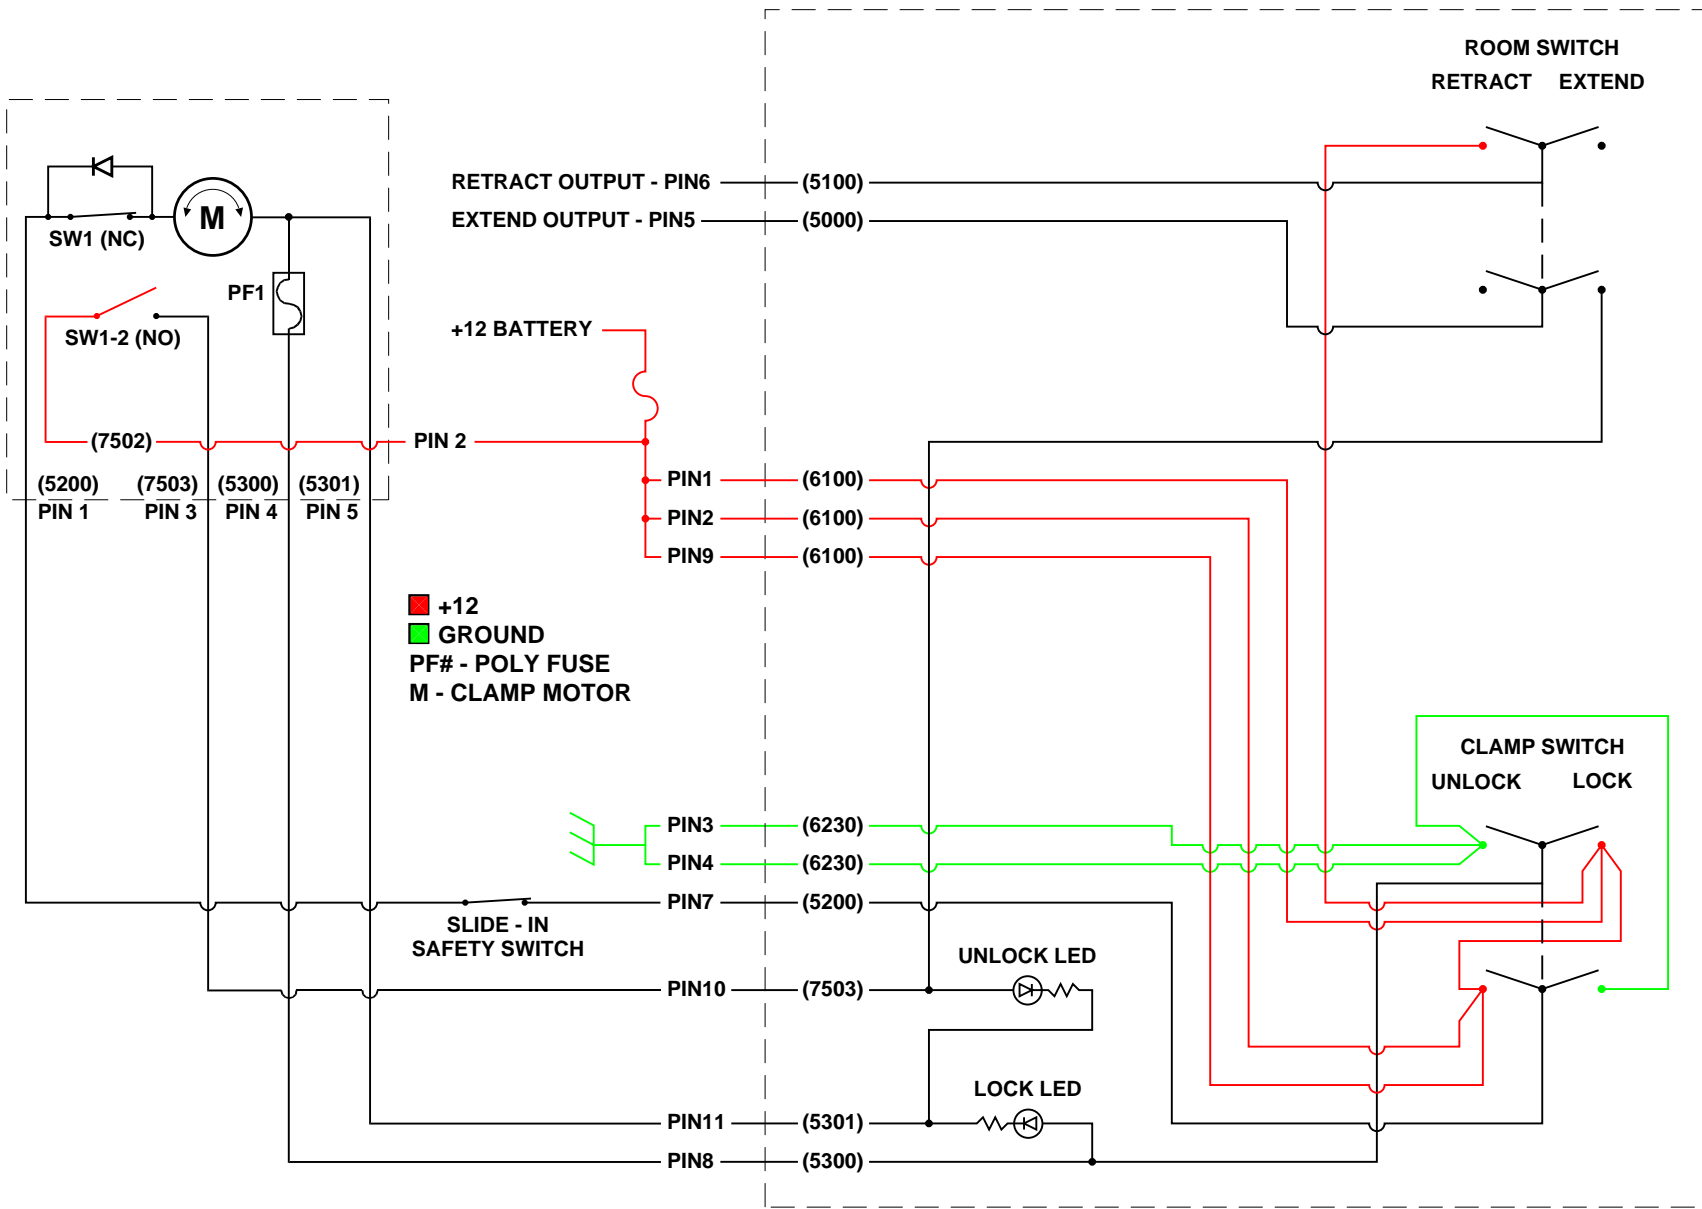 ROOM SWITCH
RETRACT EXTEND
RETRACT OUTPUT - PIN6 (5100)
EXTEND OUTPUT - PIN5 (5000)
M
SW1 (NC)
PF1
SW1-2 (NO)
+12 BATTERY
(7502) PIN 2
(5200) (7503) (5300) (5301)
PIN 1 PIN 3 PIN 4 PIN 5
PIN1 (6100)
PIN2 (6100)
PIN9 (6100)
+12
GROUND
PF# - POLY FUSE
M - CLAMP MOTOR
CLAMP SWITCH
UNLOCK LOCK
PIN3 (6230)
PIN4 (6230)
PIN7 (5200)
SLIDE - IN
SAFETY SWITCH
UNLOCK LED
PIN10 (7503)
LOCK LED
PIN11 (5301)
PIN8 (5300)